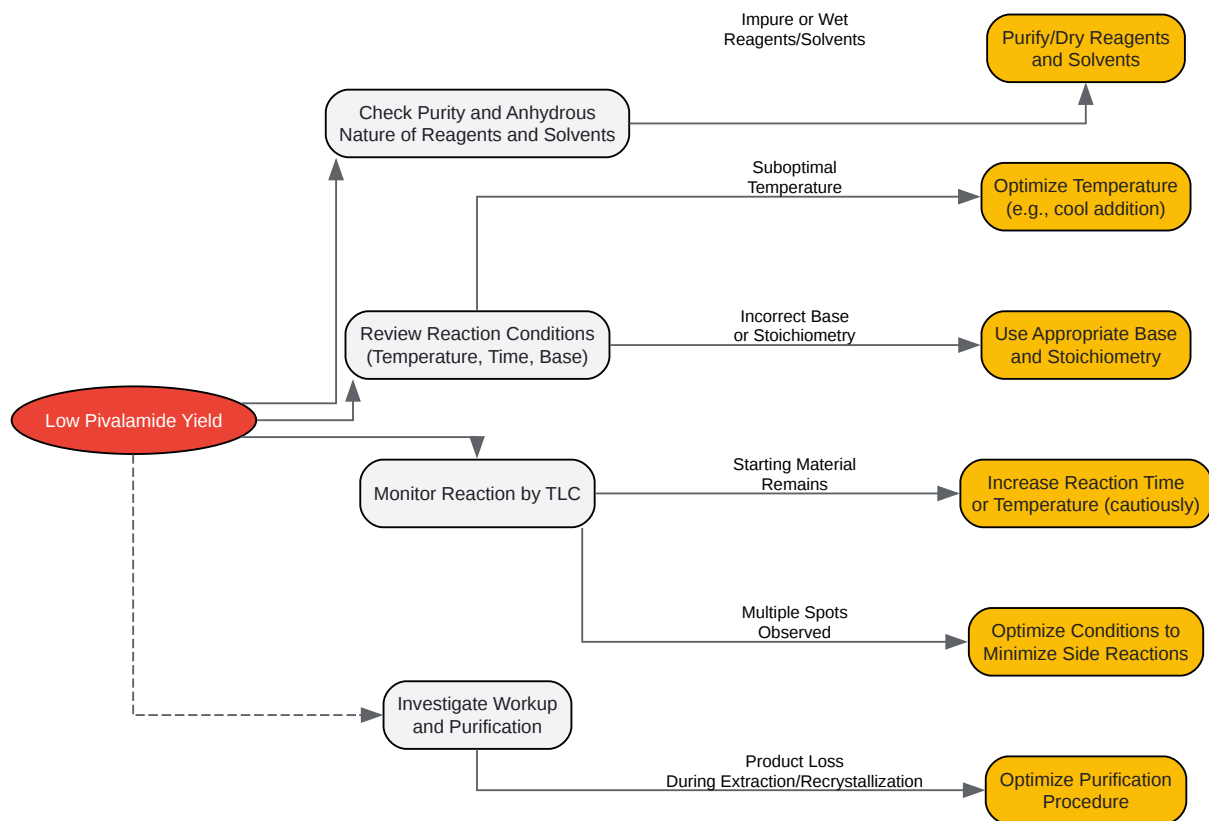 Impure or Wet
Reagents/Solvents
Purify/Dry Reagents
and Solvents
Check Purity and Anhydrous
Nature of Reagents and Solvents
Suboptimal
Temperature
Optimize Temperature
(e.g., cool addition)
Review Reaction Conditions
(Temperature, Time, Base)
Incorrect Base
or Stoichiometry
Use Appropriate Base
and Stoichiometry
Low Pivalamide Yield
Monitor Reaction by TLC
Starting Material
Remains
Increase Reaction Time
or Temperature (cautiously)
Multiple Spots
Observed
Optimize Conditions to
Minimize Side Reactions
Investigate Workup
and Purification
Product Loss
During Extraction/Recrystallization
Optimize Purification
Procedure